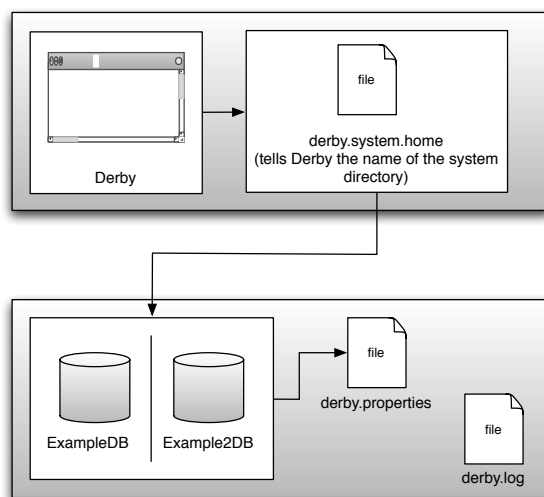 file
derby.system.home
(tells Derby the name of the system
directory)
Derby
file
derby.properties
ExampleDB
Example2DB
file
derby.log